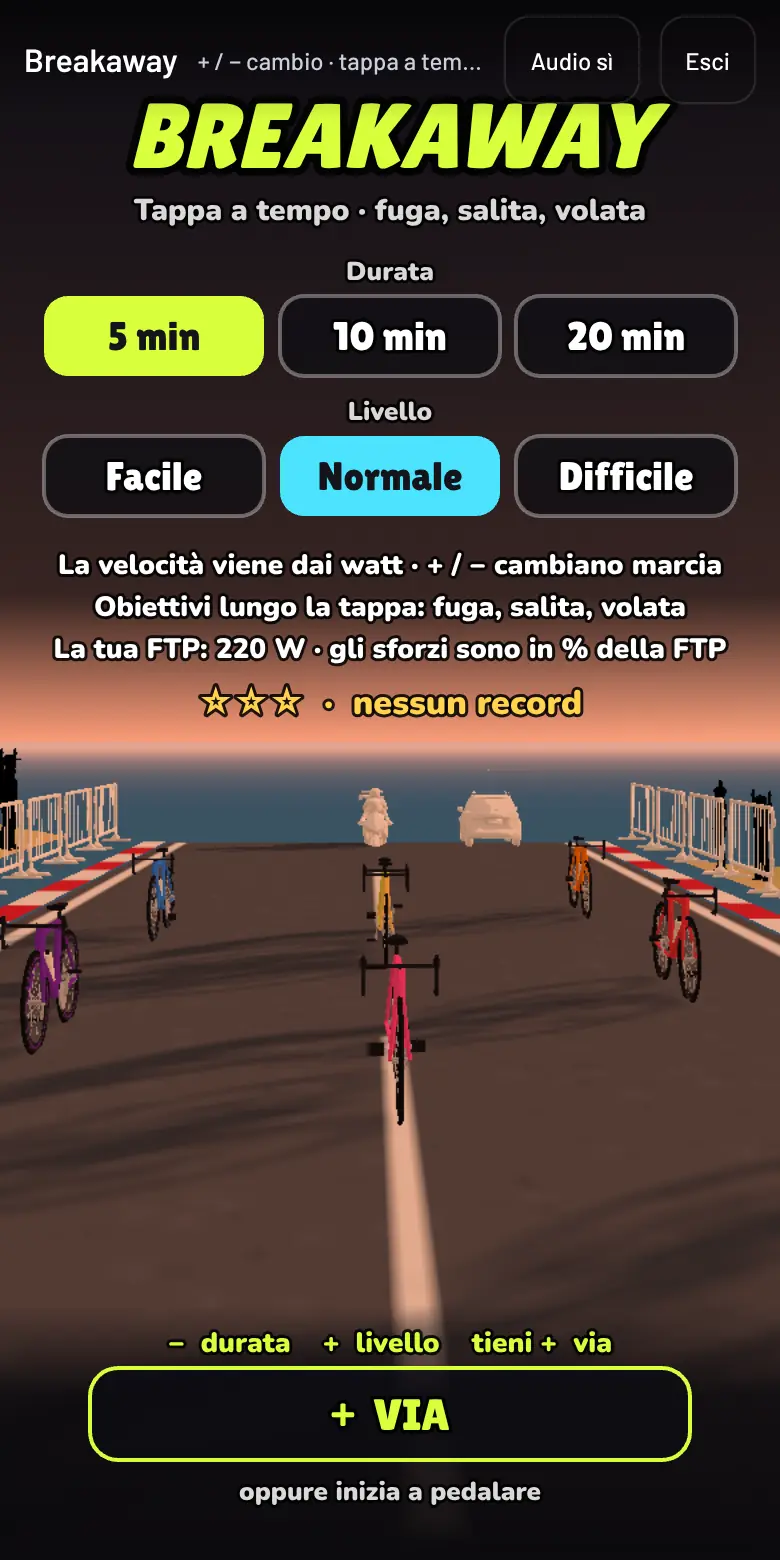 Breakaway + / − cambio · tappa a tem... Audio sì Esci
BREAKAWAY
Tappa a tempo · fuga, salita, volata
Durata
5 min 10 min 20 min
Livello
Facile Normale Difficile
La velocità viene dai watt · + / − cambiano marcia
Obiettivi lungo la tappa: fuga, salita, volata
La tua FTP: 220 W · gli sforzi sono in % della FTP
☆☆☆ · nessun record
− durata + livello tieni + via
+ VIA
oppure inizia a pedalare